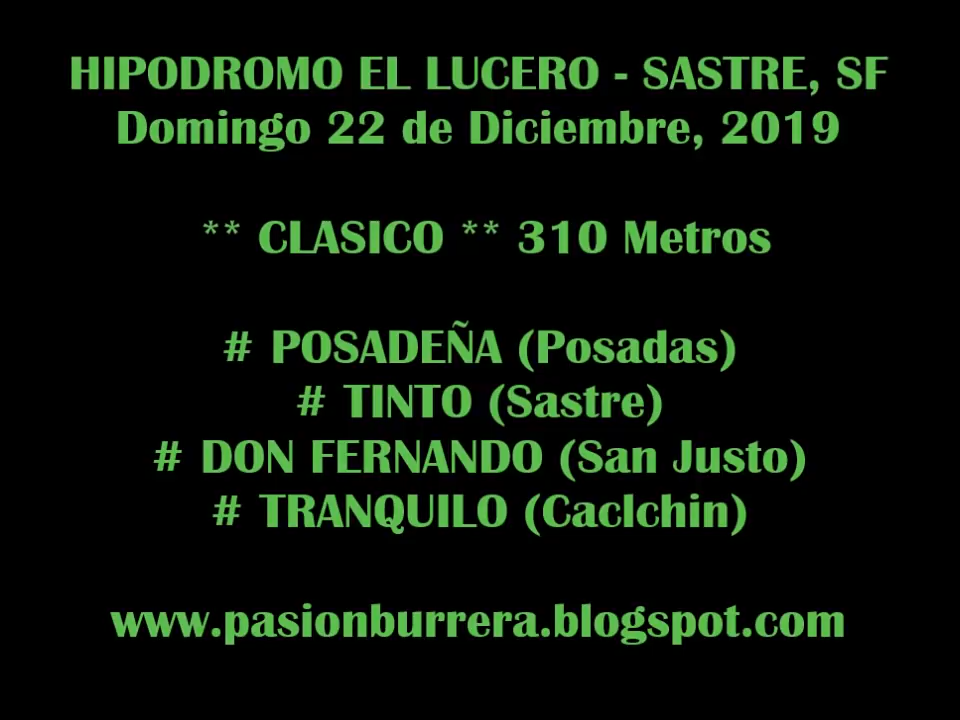 HIPODROMO EL LUCERO - SASTRE, SF
Domingo 22 de Diciembre, 2019
** CLASICO ** 310 Metros
# POSADEÑA (Posadas)
# TINTO (Sastre)
# DON FERNANDO (San Justo)
# TRANQUILO (Caclchin)
www.pasionburrera.blogspot.com